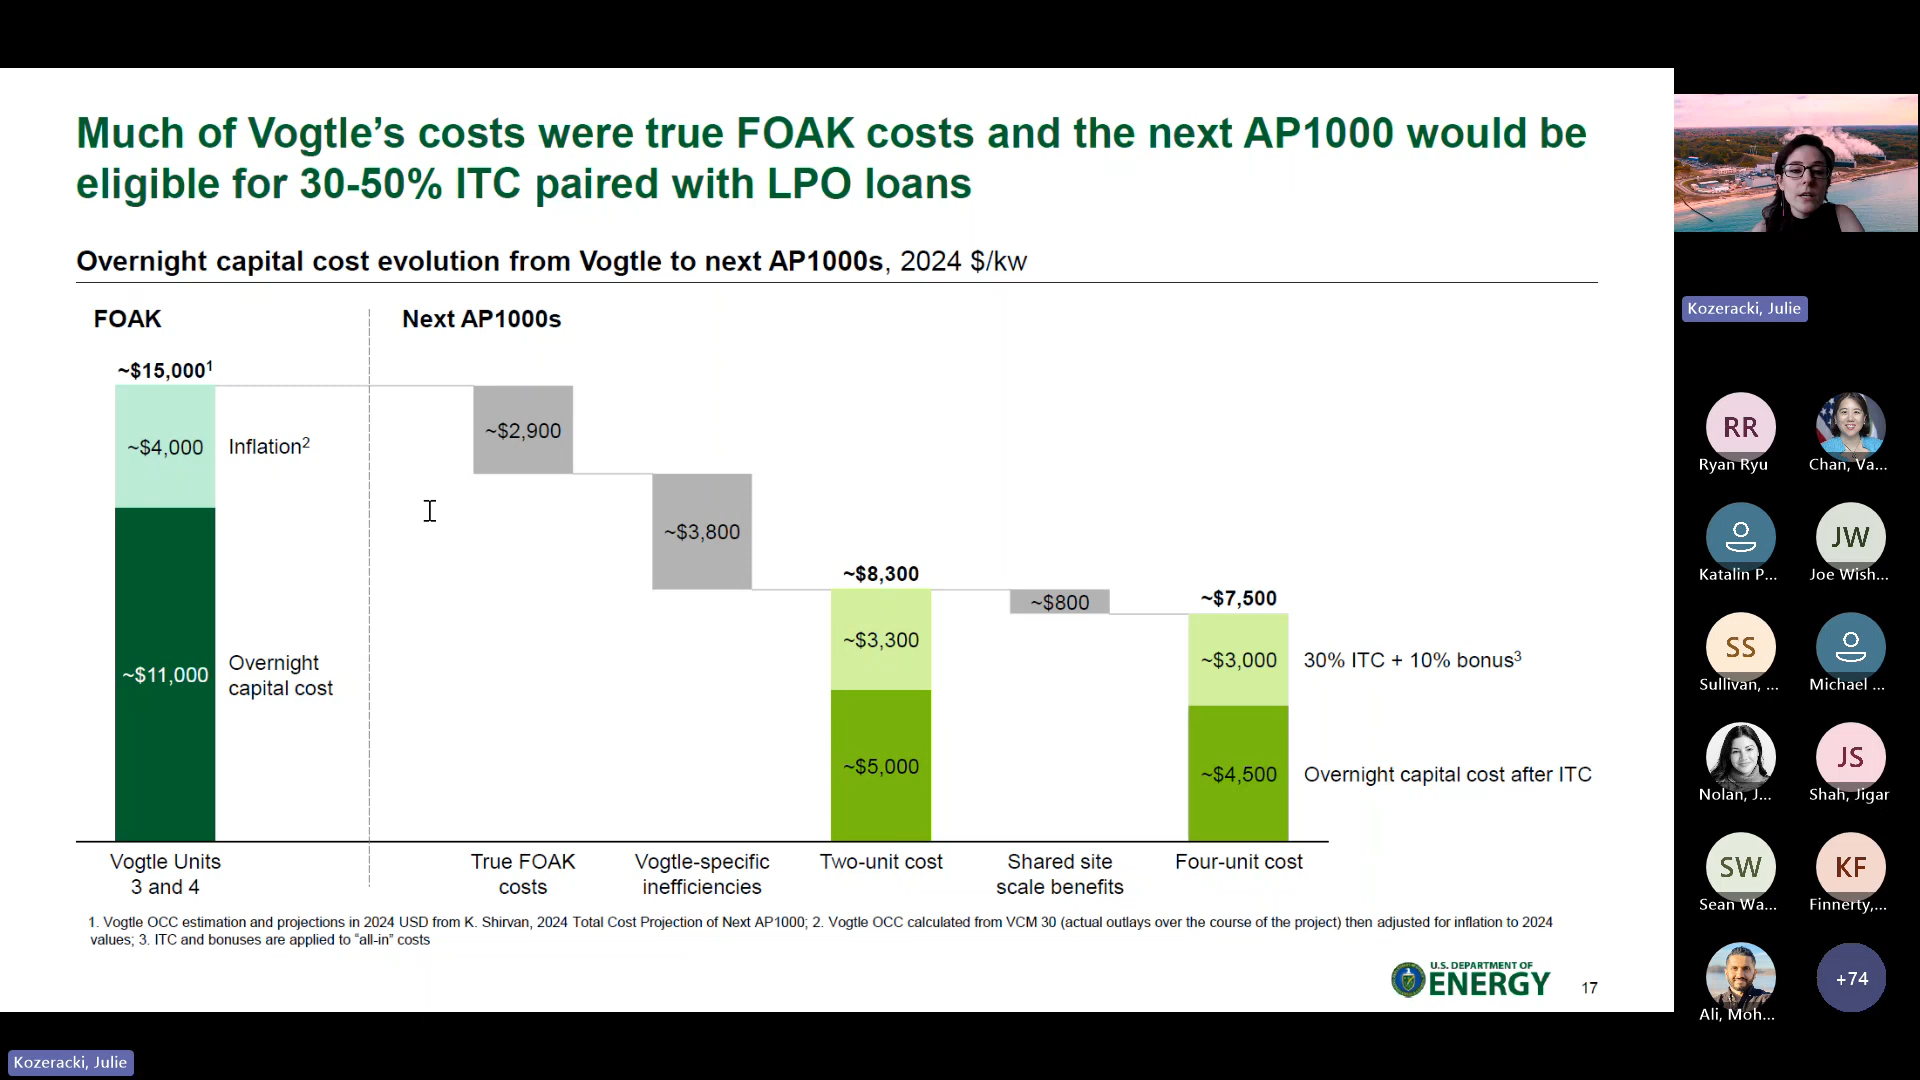 Much of Vogtle’s costs were true FOAK costs and the next AP1000 would be
eligible for 30-50% ITC paired with LPO loans
Overnight capital cost evolution from Vogtle to next AP1000s, 2024 $/kw
FOAK
Next AP1000s
~$15,000¹
~$4,000
Inflation²
~$11,000
Overnight
capital cost
~$2,900
~$3,800
~$8,300
~$3,300
~$5,000
~$800
~$7,500
~$3,000
30% ITC + 10% bonus³
~$4,500
Overnight capital cost after ITC
Vogtle Units
3 and 4
True FOAK
costs
Vogtle-specific
inefficiencies
Two-unit cost
Shared site
scale benefits
Four-unit cost
1. Vogtle OCC estimation and projections in 2024 USD from K. Shirvan, 2024 Total Cost Projection of Next AP1000; 2. Vogtle OCC calculated from VCM 30 (actual outlays over the course of the project) then adjusted for inflation to 2024
values; 3. ITC and bonuses are applied to “all-in” costs
U.S. DEPARTMENT OF
ENERGY
17
Kozeracki, Julie
RR
Ryan Ryu
Chan, Va...
Katalin P...
JW
Joe Wish...
SS
Sullivan, ...
Michael ...
Nolan, J...
JS
Shah, Jigar
SW
Sean Wa...
KF
Finnerty,...
Ali, Moh...
+74
Kozeracki, Julie